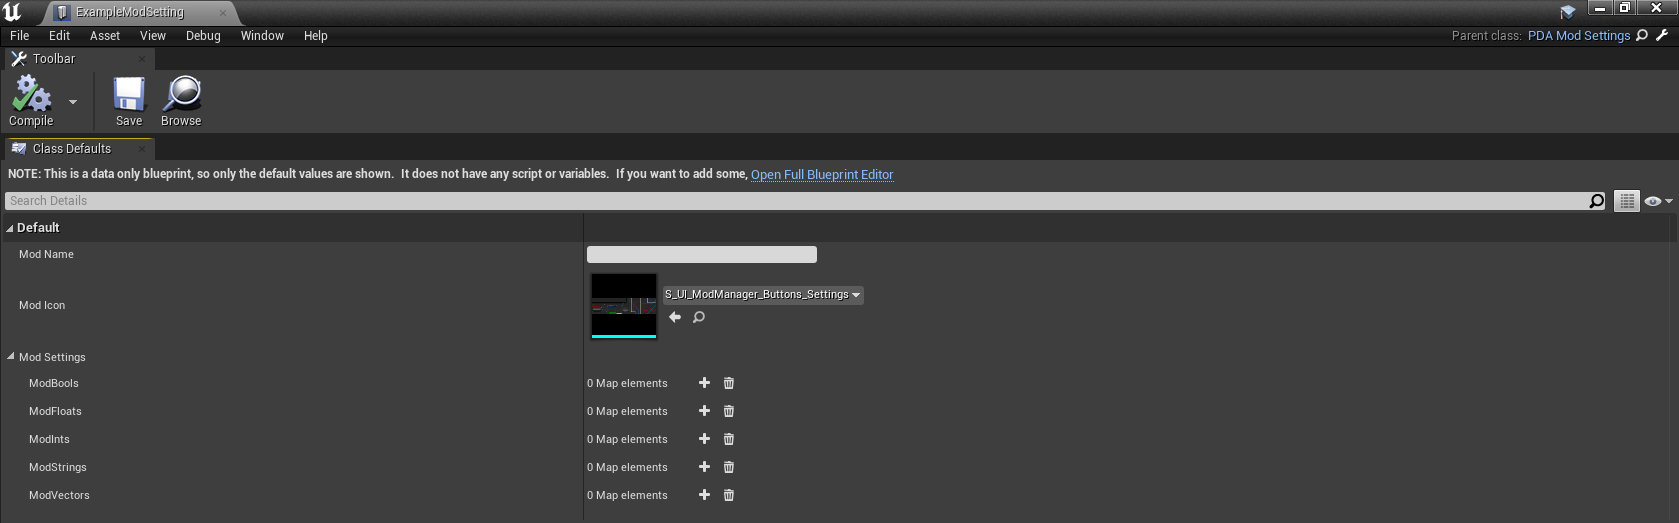 ExampleModSetting
File Edit Asset View Debug Window Help Parent class: PDA Mod Settings
Toolbar
Compile Save Browse
Class Defaults
NOTE: This is a data only blueprint, so only the default values are shown.  It does not have any script or variables.  If you want to add some, Open Full Blueprint Editor
Search Details
Default
Mod Name
Mod Icon S_UI_ModManager_Buttons_Settings
Mod Settings
ModBools 0 Map elements
ModFloats 0 Map elements
ModInts 0 Map elements
ModStrings 0 Map elements
ModVectors 0 Map elements